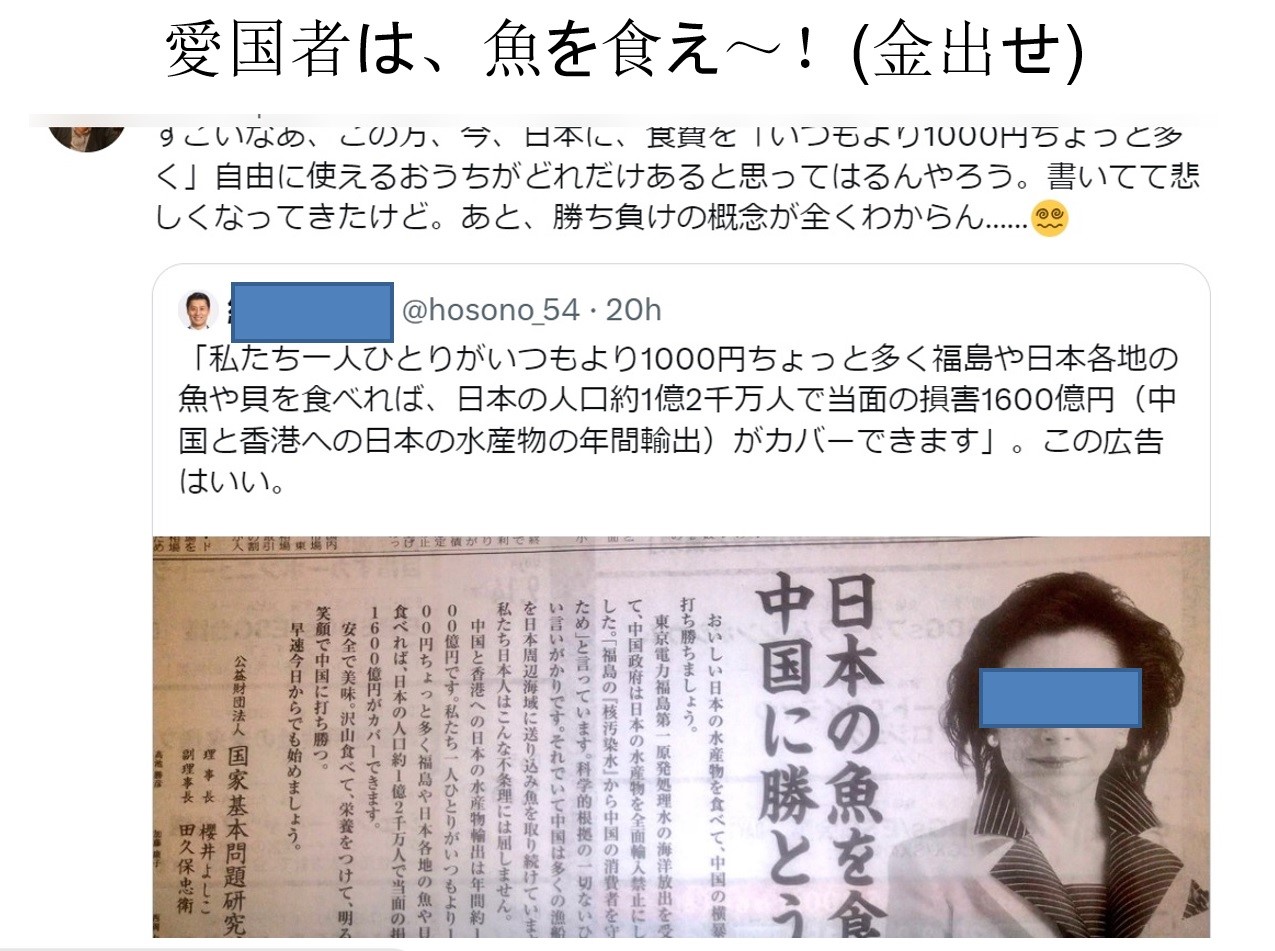 愛国者は、魚を食え～！(金出せ)
すごいなあ、この方、今、日本に、食費を「いつもより1000円ちょっと多
く」自由に使えるおうちがどれだけあると思ってはるんやろう。書いてて悲
しくなってきたけど。あと、勝ち負けの概念が全くわからん......
@hosono_54 · 20h
「私たち一人ひとりがいつもより1000円ちょっと多く福島や日本各地の
魚や貝を食べれば、日本の人口約1億2千万人で当面の損害1600億円（中
国と香港への日本の水産物の年間輸出）がカバーできます」。この広告
はいい。
日本の魚を食
中国に勝とう
おいしい日本の水産物を食べて、中国の横暴
打ち勝ちましょう。
東京電力福島第一原発処理水の海洋放出を受
て、中国政府は日本の水産物を全面輸入禁止にし
した。「福島の『核汚染水』から中国の消費者を守
ため」と言っています。科学的根拠の一切ないひ
い言いがかりです。それでいて中国は多くの漁船
を日本周辺海域に送り込み魚を取り続けていま
私たち日本人はこんな不条理には屈しません。
中国と香港への日本の水産物輸出は年間約1
00億円です。私たち一人ひとりがいつもより1
00円ちょっと多く福島や日本各地の魚や貝
食べれば、日本の人口約1億2千万人で当面の損
1600億円がカバーできます。
安全で美味。沢山食べて、栄養をつけて、明る
笑顔で中国に打ち勝つ。
早速今日からでも始めましょう。
公益財団法人 国家基本問題研究
理事長 櫻井よしこ
副理事長 田久保忠衛